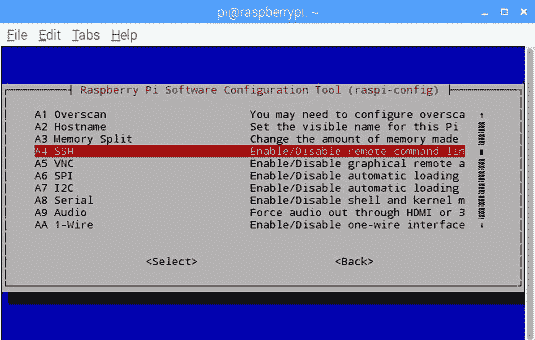 pi@raspberrypi: ~
File Edit Tabs Help
Raspberry Pi Software Configuration Tool (raspi-config)
A1 Overscan You may need to configure oversca
A2 Hostname Set the visible name for this Pi
A3 Memory Split Change the amount of memory made
A4 SSH Enable/Disable remote command lin
A5 VNC Enable/Disable graphical remote a
A6 SPI Enable/Disable automatic loading
A7 I2C Enable/Disable automatic loading
A8 Serial Enable/Disable shell and kernel m
A9 Audio Force audio out through HDMI or 3
AA 1-Wire Enable/Disable one-wire interface
<Select> <Back>